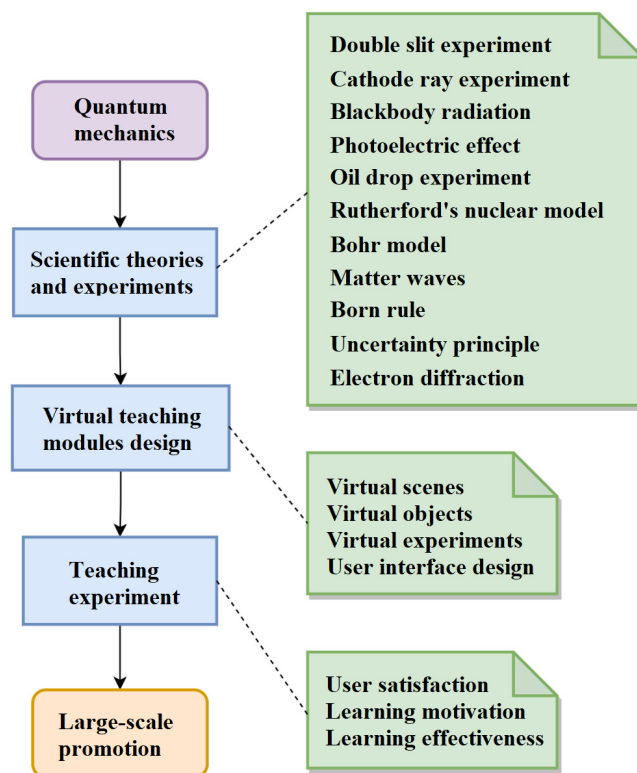 Quantum
mechanics
Scientific theories
and experiments
Virtual teaching
modules design
Teaching
experiment
Large-scale
promotion
Double slit experiment
Cathode ray experiment
Blackbody radiation
Photoelectric effect
Oil drop experiment
Rutherford's nuclear model
Bohr model
Matter waves
Born rule
Uncertainty principle
Electron diffraction
Virtual scenes
Virtual objects
Virtual experiments
User interface design
User satisfaction
Learning motivation
Learning effectiveness